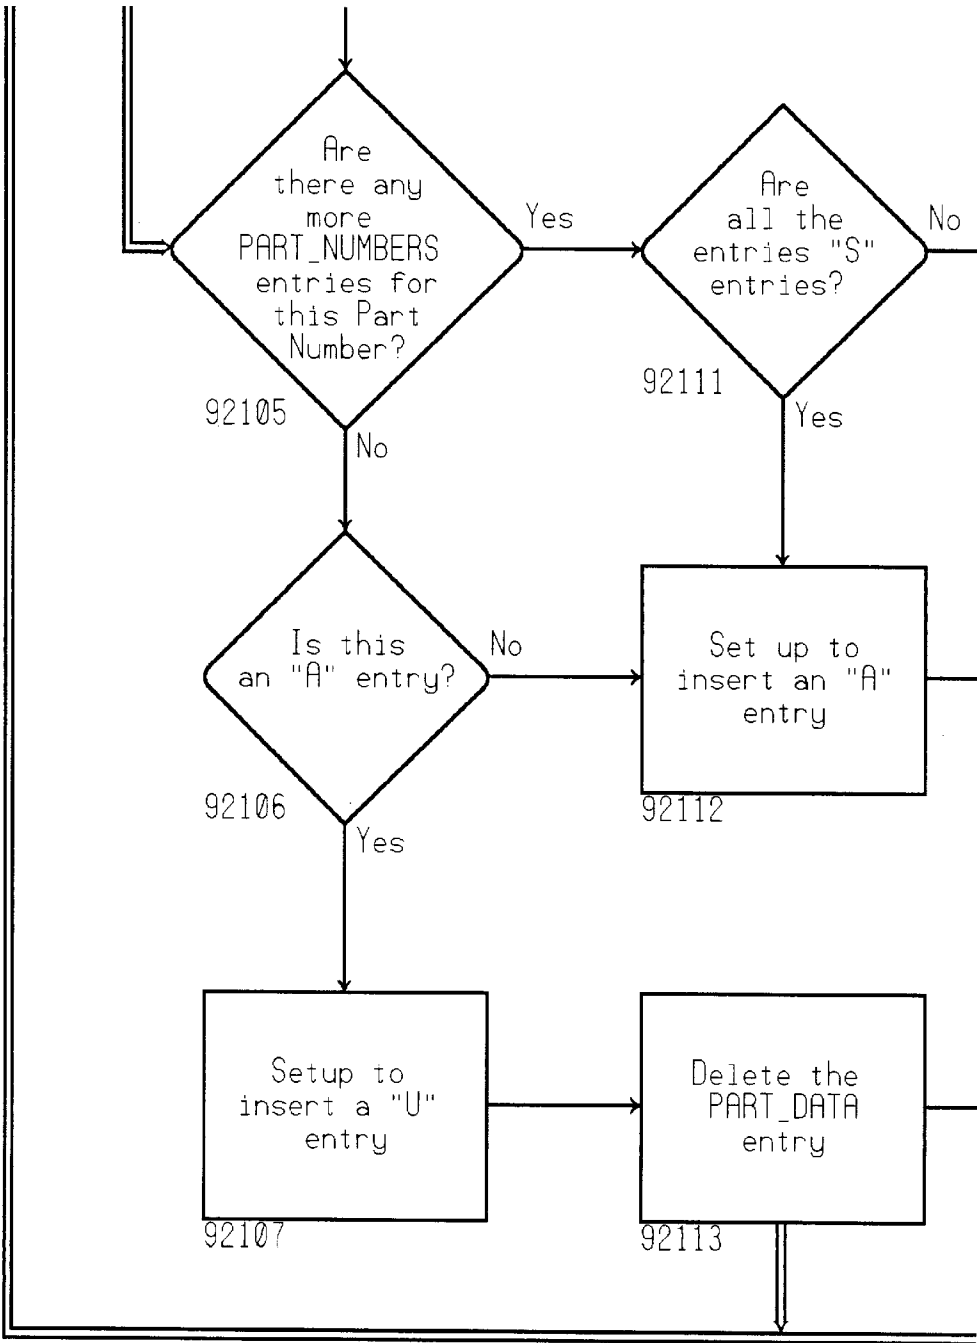 Are
there any
more
PART_NUMBERS
entries for
this Part
Number?
92105
Yes
No
Are
all the
entries "S"
entries?
92111
No
Yes
Is this
an "A" entry?
92106
No
Yes
Set up to
insert an "A"
entry
92112
Setup to
insert a "U"
entry
92107
Delete the
PART_DATA
entry
92113